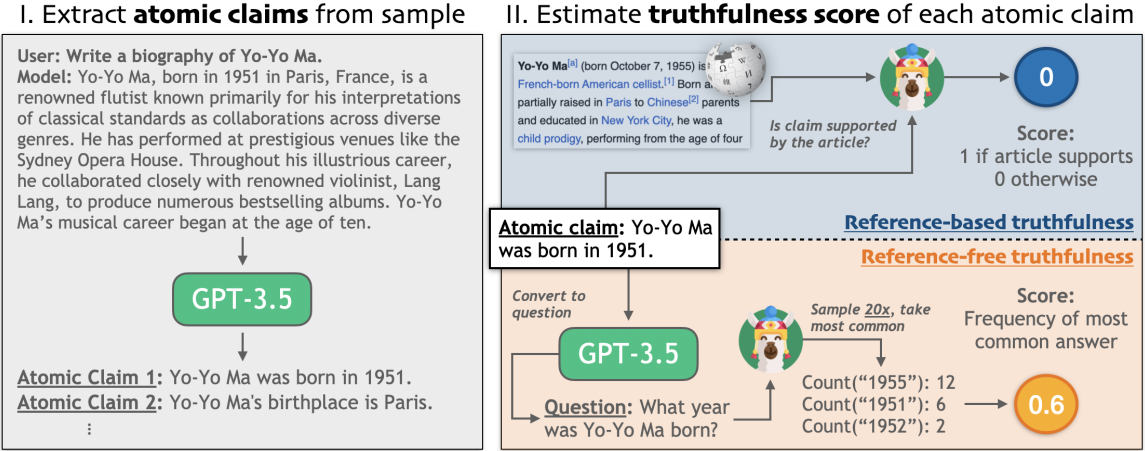 I. Extract atomic claims from sample
User: Write a biography of Yo-Yo Ma.
Model: Yo-Yo Ma, born in 1951 in Paris, France, is a
renowned flutist known primarily for his interpretations
of classical standards as collaborations across diverse
genres. He has performed at prestigious venues like the
Sydney Opera House. Throughout his illustrious career,
he collaborated closely with renowned violinist, Lang
Lang, to produce numerous bestselling albums. Yo-Yo
Ma's musical career began at the age of ten.
GPT-3.5
Atomic Claim 1: Yo-Yo Ma was born in 1951.
Atomic Claim 2: Yo-Yo Ma's birthplace is Paris.
⋮
II. Estimate truthfulness score of each atomic claim
Yo-Yo Ma[a] (born October 7, 1955) is
French-born American cellist.[1] Born a
partially raised in Paris to Chinese[2] parents
and educated in New York City, he was a
child prodigy, performing from the age of four
Is claim supported
by the article?
0
Score:
1 if article supports
0 otherwise
Reference-based truthfulness
Atomic claim: Yo-Yo Ma
was born in 1951.
Reference-free truthfulness
Convert to
question
GPT-3.5
Question: What year
was Yo-Yo Ma born?
Sample 20x, take
most common
Count("1955"): 12
Count("1951"): 6
Count("1952"): 2
Score:
Frequency of most
common answer
0.6